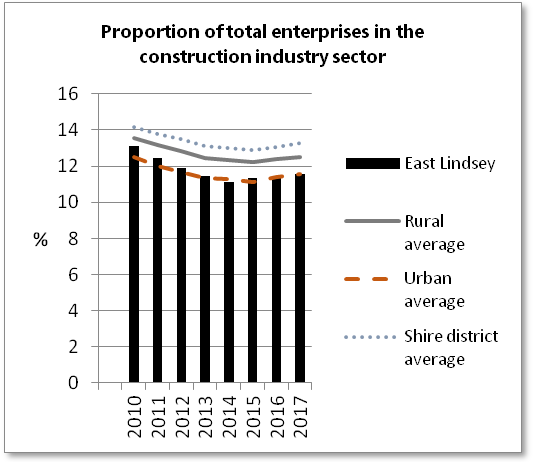 Proportion of total enterprises in the
construction industry sector
16
14
12
10
8
6
4
2
0
%
2010
2011
2012
2013
2014
2015
2016
2017
East Lindsey
Rural
average
Urban
average
Shire district
average